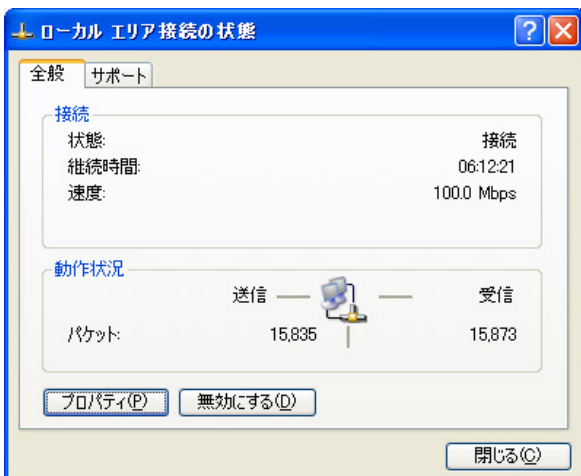 ローカル エリア接続の状態
全般 サポート
接続
状態: 接続
継続時間: 06:12:21
速度: 100.0 Mbps
動作状況
送信 受信
パケット: 15,835 15,873
プロパティ(P) 無効にする(D)
閉じる(C)